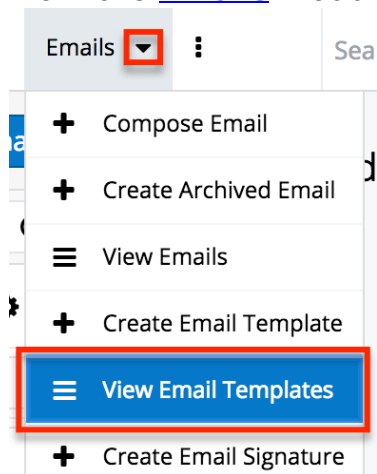 Emails
Sea
Compose Email
Create Archived Email
View Emails
Create Email Template
View Email Templates
Create Email Signature